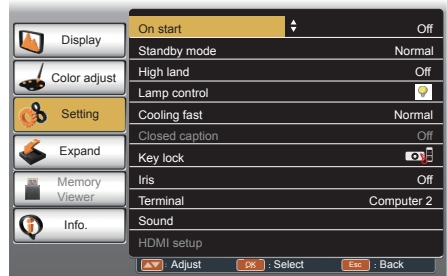 Display
Color adjust
Setting
Expand
Memory
Viewer
Info.
On start Off
Standby mode Normal
High land Off
Lamp control
Cooling fast Normal
Closed caption Off
Key lock
Iris Off
Terminal Computer 2
Sound
HDMI setup
: Adjust OK : Select Esc : Back